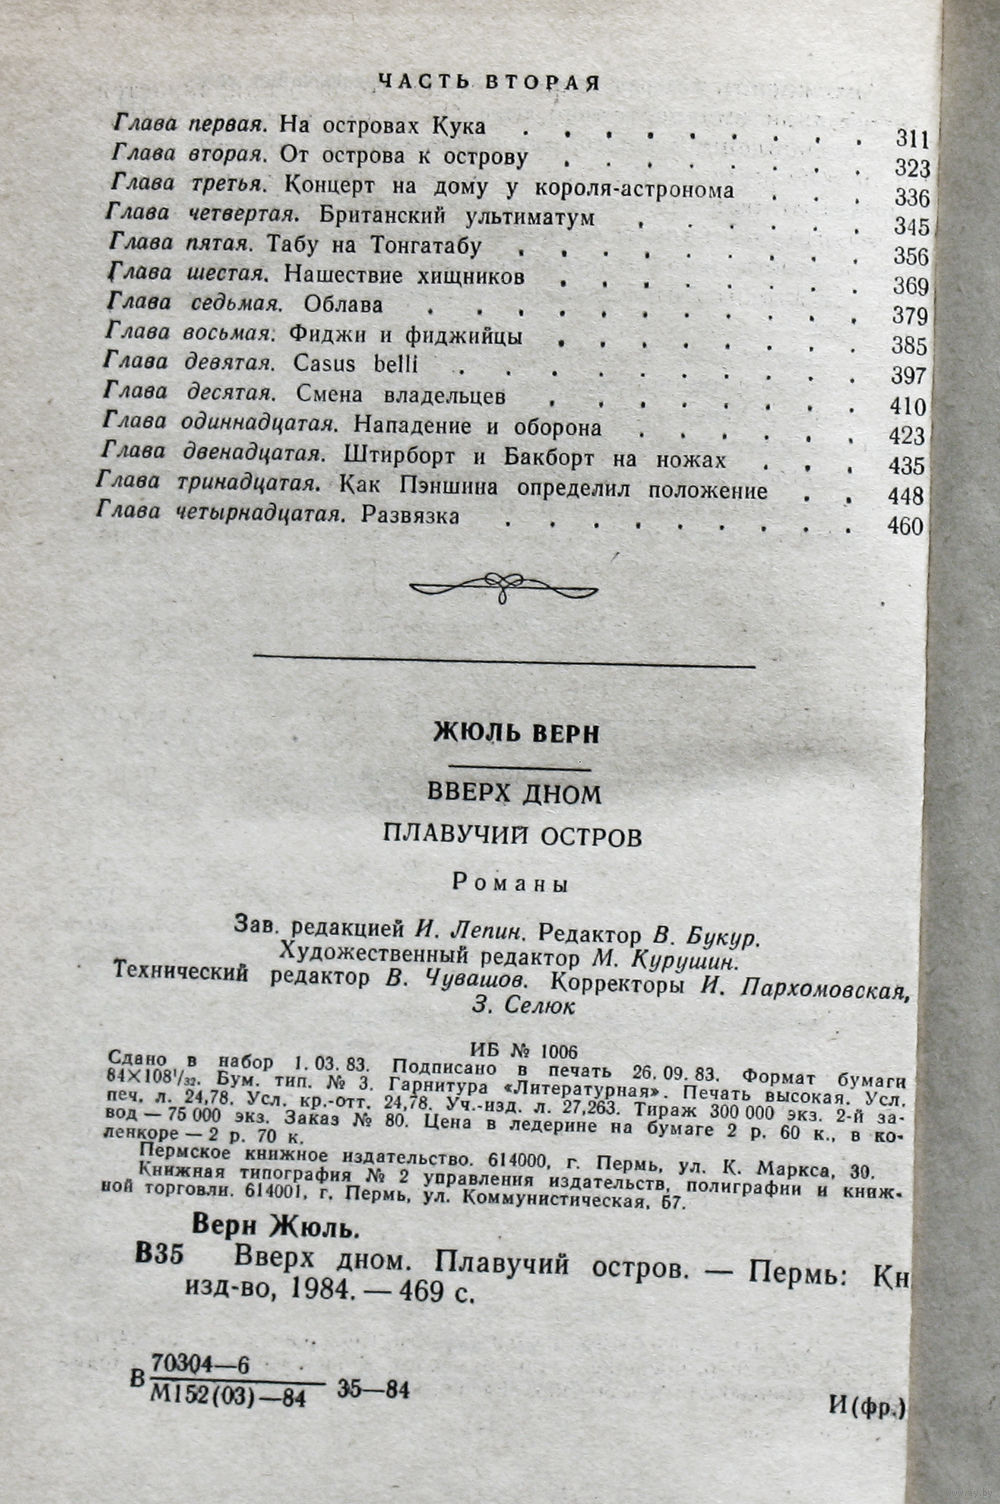 ЧАСТЬ ВТОРАЯ
Глава первая. На островах Кука . . . . . . . . . 311
Глава вторая. От острова к острову . . . . . . . . 323
Глава третья. Концерт на дому у короля-астронома . . . 336
Глава четвертая. Британский ультиматум . . . . . . 345
Глава пятая. Табу на Тонгатабу . . . . . . . . . 356
Глава шестая. Нашествие хищников . . . . . . . . 369
Глава седьмая. Облава . . . . . . . . . . . 379
Глава восьмая. Фиджи и фиджийцы . . . . . . . . 385
Глава девятая. Casus belli . . . . . . . . . . 397
Глава десятая. Смена владельцев . . . . . . . . 410
Глава одиннадцатая. Нападение и оборона . . . . . . 423
Глава двенадцатая. Штирборт и Бакборт на ножах . . . 435
Глава тринадцатая. Как Пэншина определил положение . . 448
Глава четырнадцатая. Развязка . . . . . . . . . 460
ЖЮЛЬ ВЕРН
ВВЕРХ ДНОМ
ПЛАВУЧИЙ ОСТРОВ
Романы
Зав. редакцией И. Лепин. Редактор В. Букур.
Художественный редактор М. Курушин.
Технический редактор В. Чувашов. Корректоры И. Пархомовская,
З. Селюк
ИБ № 1006
Сдано в набор 1.03.83. Подписано в печать 26.09.83. Формат бумаги
84×108¹/₃₂. Бум. тип. № 3. Гарнитура «Литературная». Печать высокая. Усл.
печ. л. 24,78. Усл. кр.-отт. 24,78. Уч.-изд. л. 27,263. Тираж 300 000 экз. 2-й за-
вод — 75 000 экз. Заказ № 80. Цена в ледерине на бумаге 2 р. 60 к., в ко-
ленкоре — 2 р. 70 к.
Пермское книжное издательство. 614000, г. Пермь, ул. К. Маркса, 30.
Книжная типография № 2 управления издательств, полиграфии и книж-
ной торговли. 614001, г. Пермь, ул. Коммунистическая, 57.
Верн Жюль.
В35 Вверх дном. Плавучий остров. — Пермь: Кн
изд-во, 1984. — 469 с.
В 70304—6
М152(03)—84 35—84
И(фр.)
www.ay.by